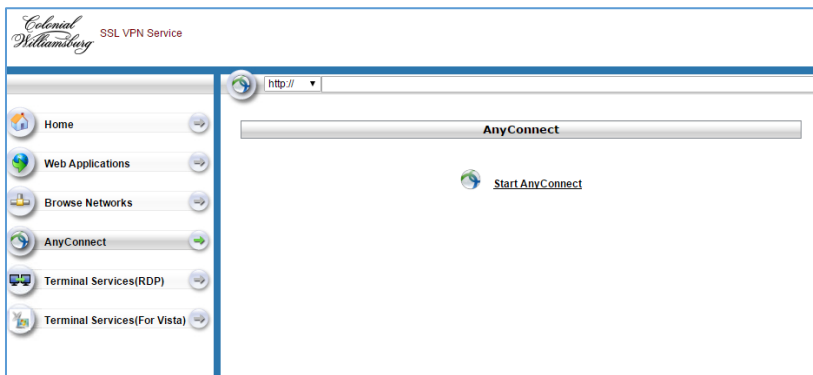 Colonial
Williamsburg
SSL VPN Service
http://
Home
Web Applications
Browse Networks
AnyConnect
Terminal Services(RDP)
Terminal Services(For Vista)
AnyConnect
Start AnyConnect